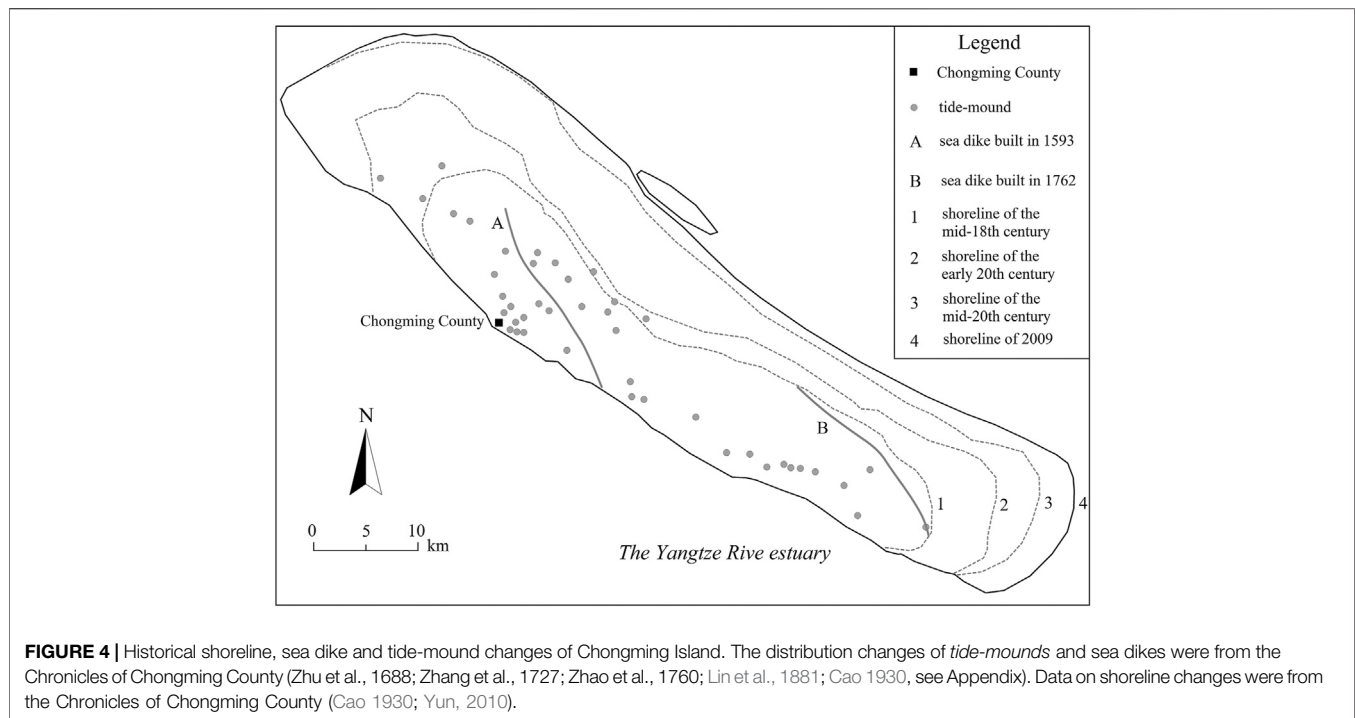 Legend
Chongming County
tide-mound
A sea dike built in 1593
B sea dike built in 1762
1 shoreline of the
mid-18th century
2 shoreline of the
early 20th century
3 shoreline of the
mid-20th century
4 shoreline of 2009
A
Chongming County
B
N
1 2 3 4
0 5 10
km
The Yangtze Rive estuary
FIGURE 4 | Historical shoreline, sea dike and tide-mound changes of Chongming Island. The distribution changes of tide-mounds and sea dikes were from the
Chronicles of Chongming County (Zhu et al., 1688; Zhang et al., 1727; Zhao et al., 1760; Lin et al., 1881; Cao 1930, see Appendix). Data on shoreline changes were from
the Chronicles of Chongming County (Cao 1930; Yun, 2010).